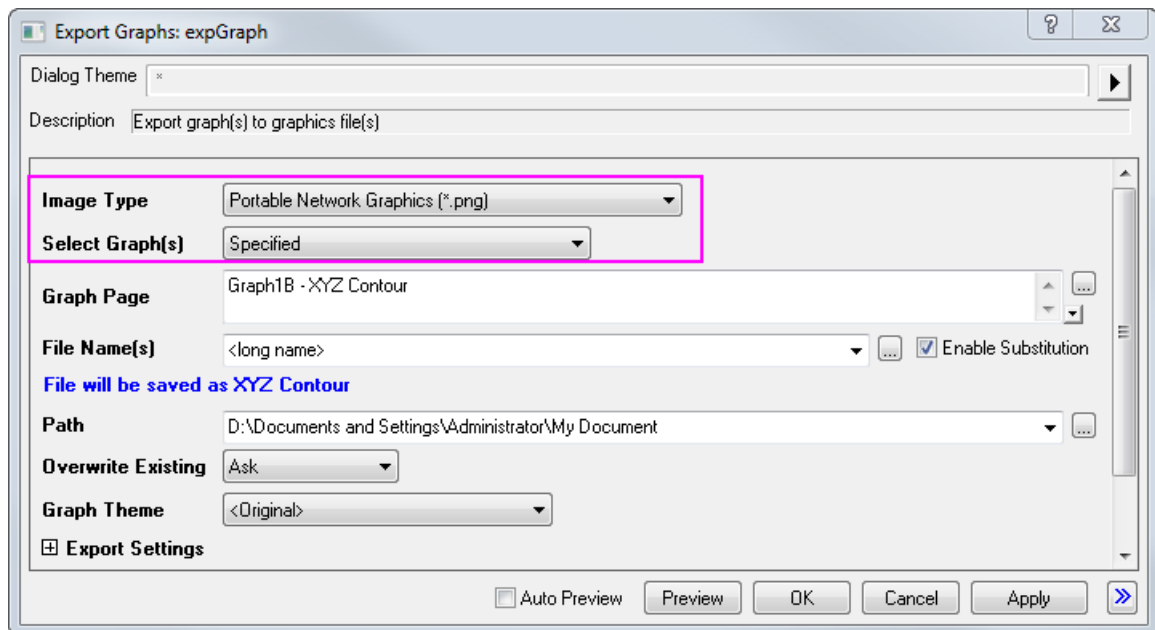 Export Graphs: expGraph
Dialog Theme *
Description Export graph(s) to graphics file(s)
Image Type Portable Network Graphics (*.png)
Select Graph(s) Specified
Graph Page Graph1B - XYZ Contour
...
File Name(s) <long name> ... Enable Substitution
File will be saved as XYZ Contour
Path D:\Documents and Settings\Administrator\My Document ...
Overwrite Existing Ask
Graph Theme <Original>
Export Settings
Auto Preview Preview OK Cancel Apply